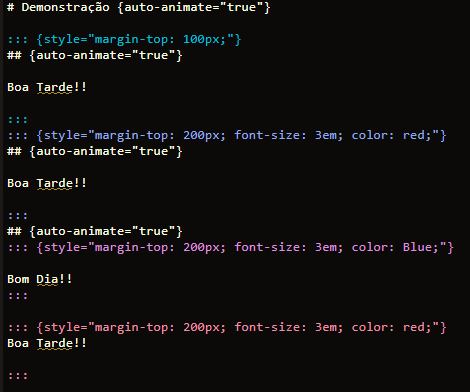 # Demonstração {auto-animate="true"}
::: {style="margin-top: 100px;"}
## {auto-animate="true"}
Boa Tarde!!
:::
::: {style="margin-top: 200px; font-size: 3em; color: red;"}
## {auto-animate="true"}
Boa Tarde!!
:::
## {auto-animate="true"}
::: {style="margin-top: 200px; font-size: 3em; color: Blue;"}
Bom Dia!!
:::
::: {style="margin-top: 200px; font-size: 3em; color: red;"}
Boa Tarde!!
:::